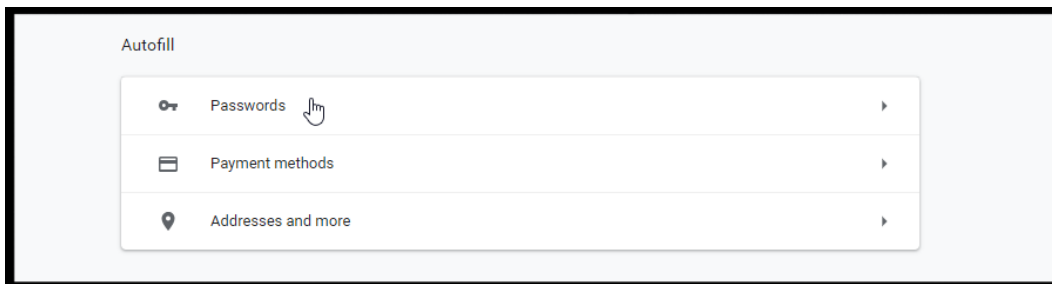 Autofill
Passwords
Payment methods
Addresses and more